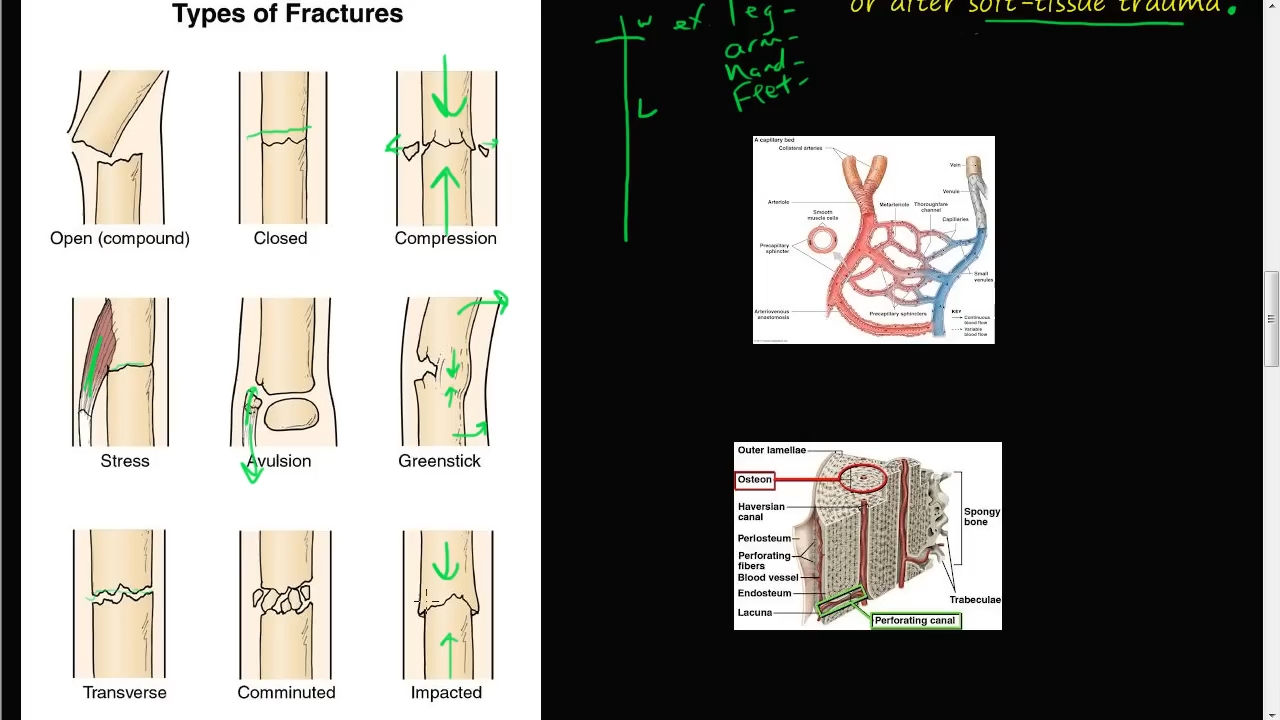 Types of Fractures
Open (compound)
Closed
Compression
Stress
Avulsion
Greenstick
Transverse
Comminuted
Impacted
or after soft-tissue trauma.
W ex. leg-
arm-
hand-
Feet-
L
A capillary bed
Collateral arteries
Vein
Venule
Arteriole
Smooth
muscle cells
Metarteriole
Thoroughfare
channel
Capillaries
Precapillary
sphincter
Small
venules
Arteriovenous
anastomosis
Precapillary sphincters
KEY
Continuous
blood flow
Variable
blood flow
Outer lamellae
Osteon
Haversian
canal
Periosteum
Perforating
fibers
Blood vessel
Endosteum
Lacuna
Spongy
bone
Trabeculae
Perforating canal